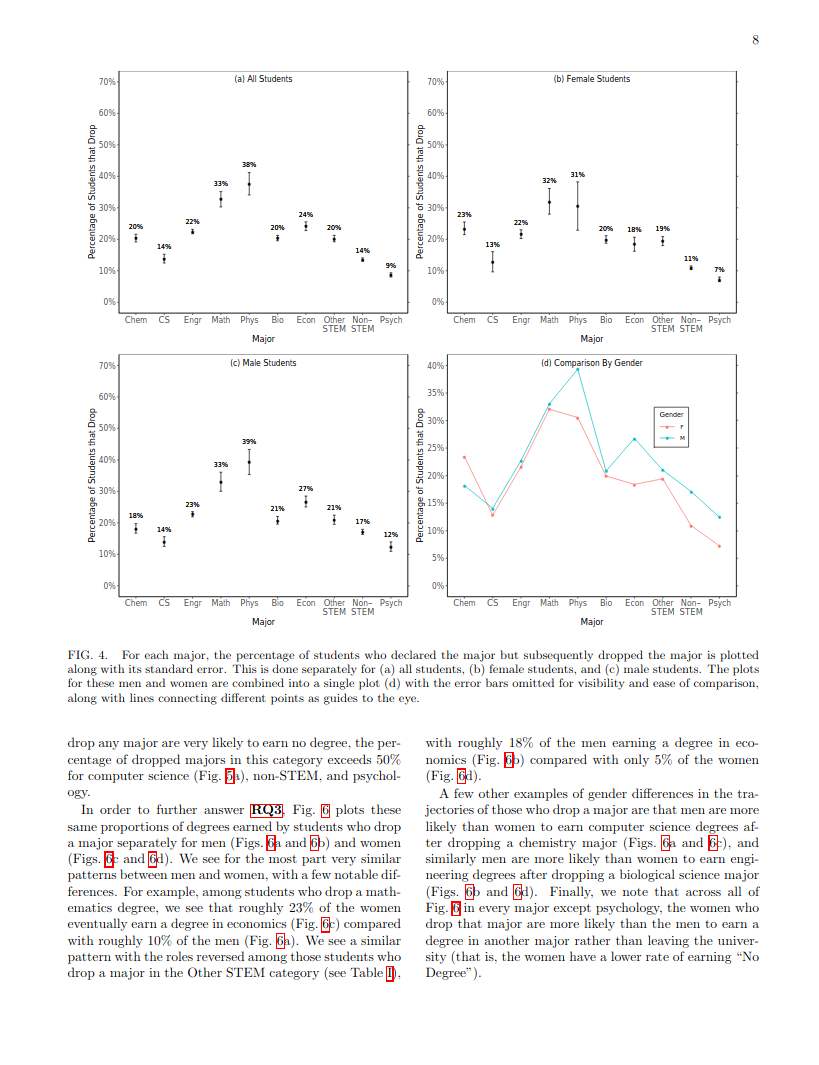 8
(a) All Students
Percentage of Students that Drop
70%
60%
50%
40%
30%
20%
10%
0%
20%
14%
22%
33%
38%
20%
24%
20%
14%
9%
Chem CS Engr Math Phys Bio Econ Other STEM Non– STEM Psych
Major
(b) Female Students
Percentage of Students that Drop
70%
60%
50%
40%
30%
20%
10%
0%
23%
13%
22%
32%
31%
20%
18%
19%
11%
7%
Chem CS Engr Math Phys Bio Econ Other STEM Non– STEM Psych
Major
(c) Male Students
Percentage of Students that Drop
70%
60%
50%
40%
30%
20%
10%
0%
18%
14%
23%
33%
39%
21%
27%
21%
17%
12%
Chem CS Engr Math Phys Bio Econ Other STEM Non– STEM Psych
Major
(d) Comparison By Gender
Percentage of Students that Drop
40%
35%
30%
25%
20%
15%
10%
5%
0%
Gender
F
M
Chem CS Engr Math Phys Bio Econ Other STEM Non– STEM Psych
Major
FIG. 4. For each major, the percentage of students who declared the major but subsequently dropped the major is plotted
along with its standard error. This is done separately for (a) all students, (b) female students, and (c) male students. The plots
for these men and women are combined into a single plot (d) with the error bars omitted for visibility and ease of comparison,
along with lines connecting different points as guides to the eye.
drop any major are very likely to earn no degree, the per-
centage of dropped majors in this category exceeds 50%
for computer science (Fig. 5a), non-STEM, and psychol-
ogy.
In order to further answer RQ3, Fig. 6 plots these
same proportions of degrees earned by students who drop
a major separately for men (Figs. 6a and 6b) and women
(Figs. 6c and 6d). We see for the most part very similar
patterns between men and women, with a few notable dif-
ferences. For example, among students who drop a math-
ematics degree, we see that roughly 23% of the women
eventually earn a degree in economics (Fig. 6c) compared
with roughly 10% of the men (Fig. 6a). We see a similar
pattern with the roles reversed among those students who
drop a major in the Other STEM category (see Table I),
with roughly 18% of the men earning a degree in eco-
nomics (Fig. 6b) compared with only 5% of the women
(Fig. 6d).
A few other examples of gender differences in the tra-
jectories of those who drop a major are that men are more
likely than women to earn computer science degrees af-
ter dropping a chemistry major (Figs. 6a and 6c), and
similarly men are more likely than women to earn engi-
neering degrees after dropping a biological science major
(Figs. 6b and 6d). Finally, we note that across all of
Fig. 6 in every major except psychology, the women who
drop that major are more likely than the men to earn a
degree in another major rather than leaving the univer-
sity (that is, the women have a lower rate of earning “No
Degree”).